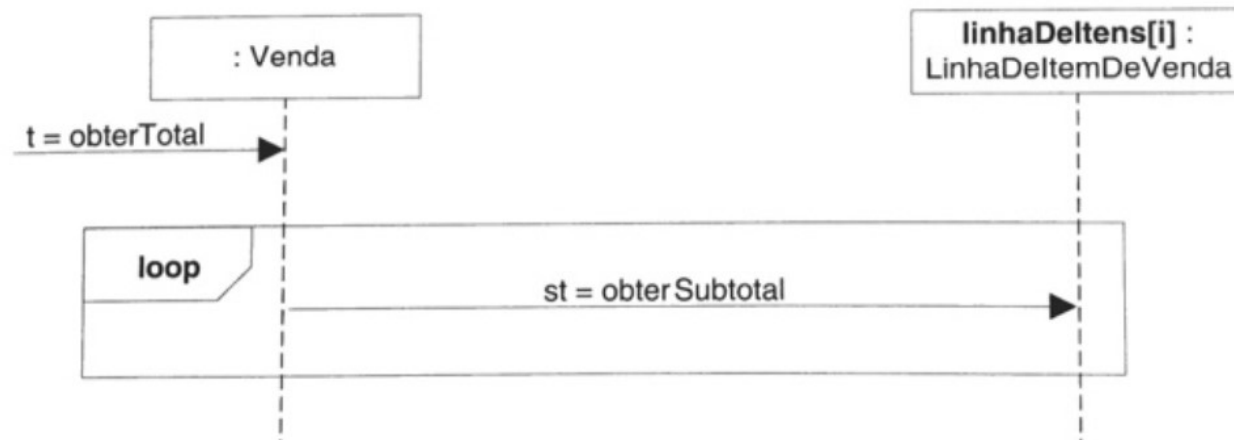 : Venda
linhaDeItens[i] :
LinhaDeItemDeVenda
t = obterTotal
loop
st = obterSubtotal